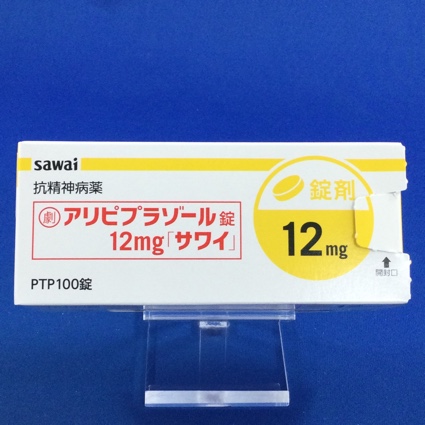 sawai
抗精神病薬
劇 アリピプラゾール錠
12mg「サワイ」
PTP100錠
錠剤
12mg
開封口